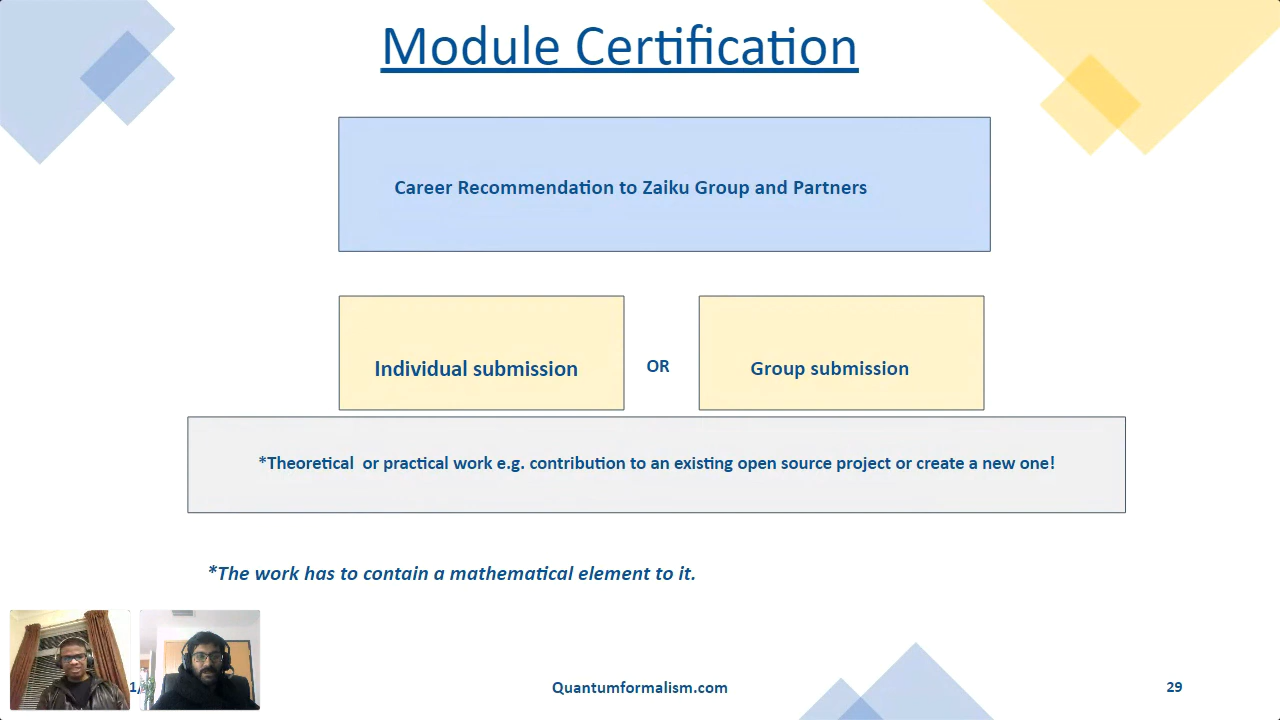 Module Certification
Career Recommendation to Zaiku Group and Partners
Individual submission
OR
Group submission
*Theoretical or practical work e.g. contribution to an existing open source project or create a new one!
*The work has to contain a mathematical element to it.
Quantumformalism.com
29